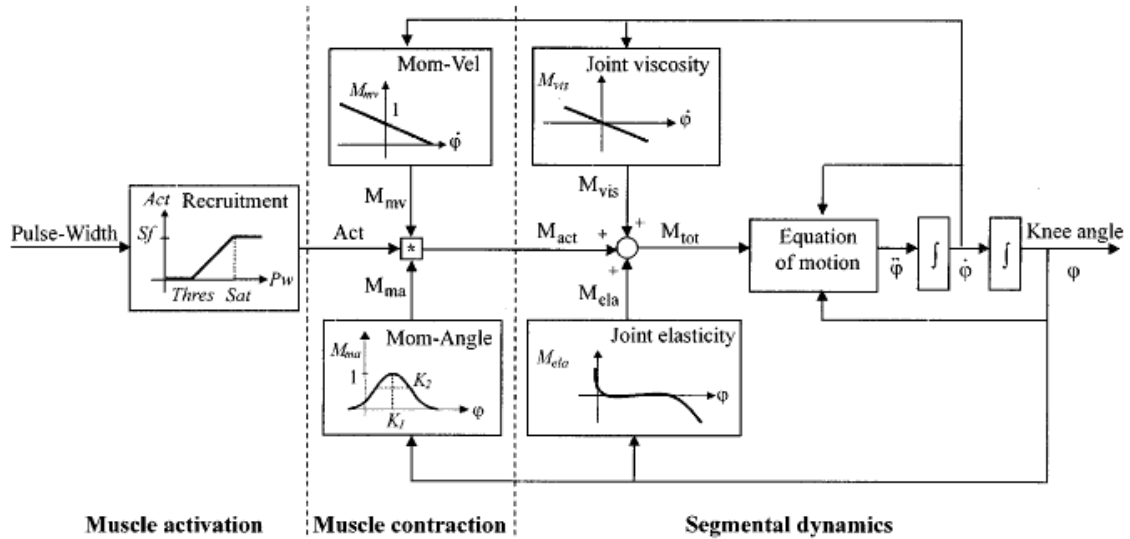 Mom-Vel
M_mv
1
φ̇
Joint viscosity
M_vis
φ̇
M_mv
M_vis
Recruitment
Act
Sf
Pw
Thres Sat
Pulse-Width
Act
*
M_act
+
+
+
M_tot
Equation
of motion
φ̈
∫
φ̇
∫
Knee angle
φ
M_ma
M_ela
Mom-Angle
M_ma
1
K_2
K_1
φ
Joint elasticity
M_ela
φ
Muscle activation
Muscle contraction
Segmental dynamics